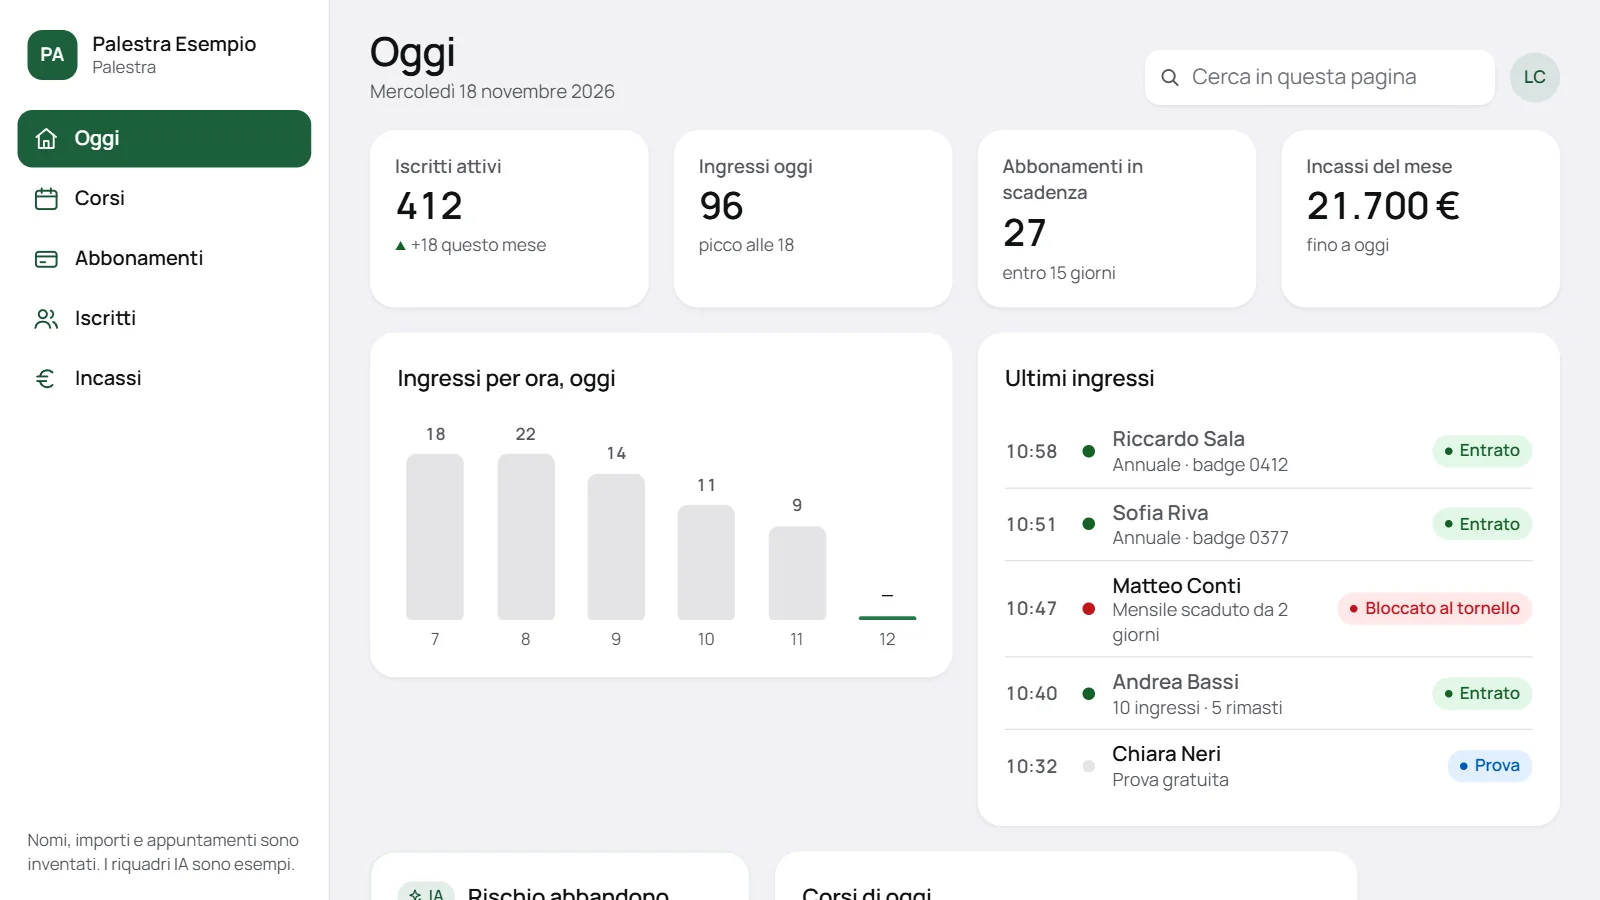 PA
Palestra Esempio
Palestra
Oggi
Corsi
Abbonamenti
Iscritti
Incassi
Nomi, importi e appuntamenti sono
inventati. I riquadri IA sono esempi.
Oggi
Mercoledì 18 novembre 2026
Cerca in questa pagina
LC
Iscritti attivi
412
+18 questo mese
Ingressi oggi
96
picco alle 18
Abbonamenti in
scadenza
27
entro 15 giorni
Incassi del mese
21.700 €
fino a oggi
Ingressi per ora, oggi
18 22 14 11 9 –
7 8 9 10 11 12
Ultimi ingressi
10:58 Riccardo Sala Entrato
Annuale · badge 0412
10:51 Sofia Riva Entrato
Annuale · badge 0377
10:47 Matteo Conti Bloccato al tornello
Mensile scaduto da 2
giorni
10:40 Andrea Bassi Entrato
10 ingressi · 5 rimasti
10:32 Chiara Neri Prova
Prova gratuita
IA Rischio abbandono
Corsi di oggi